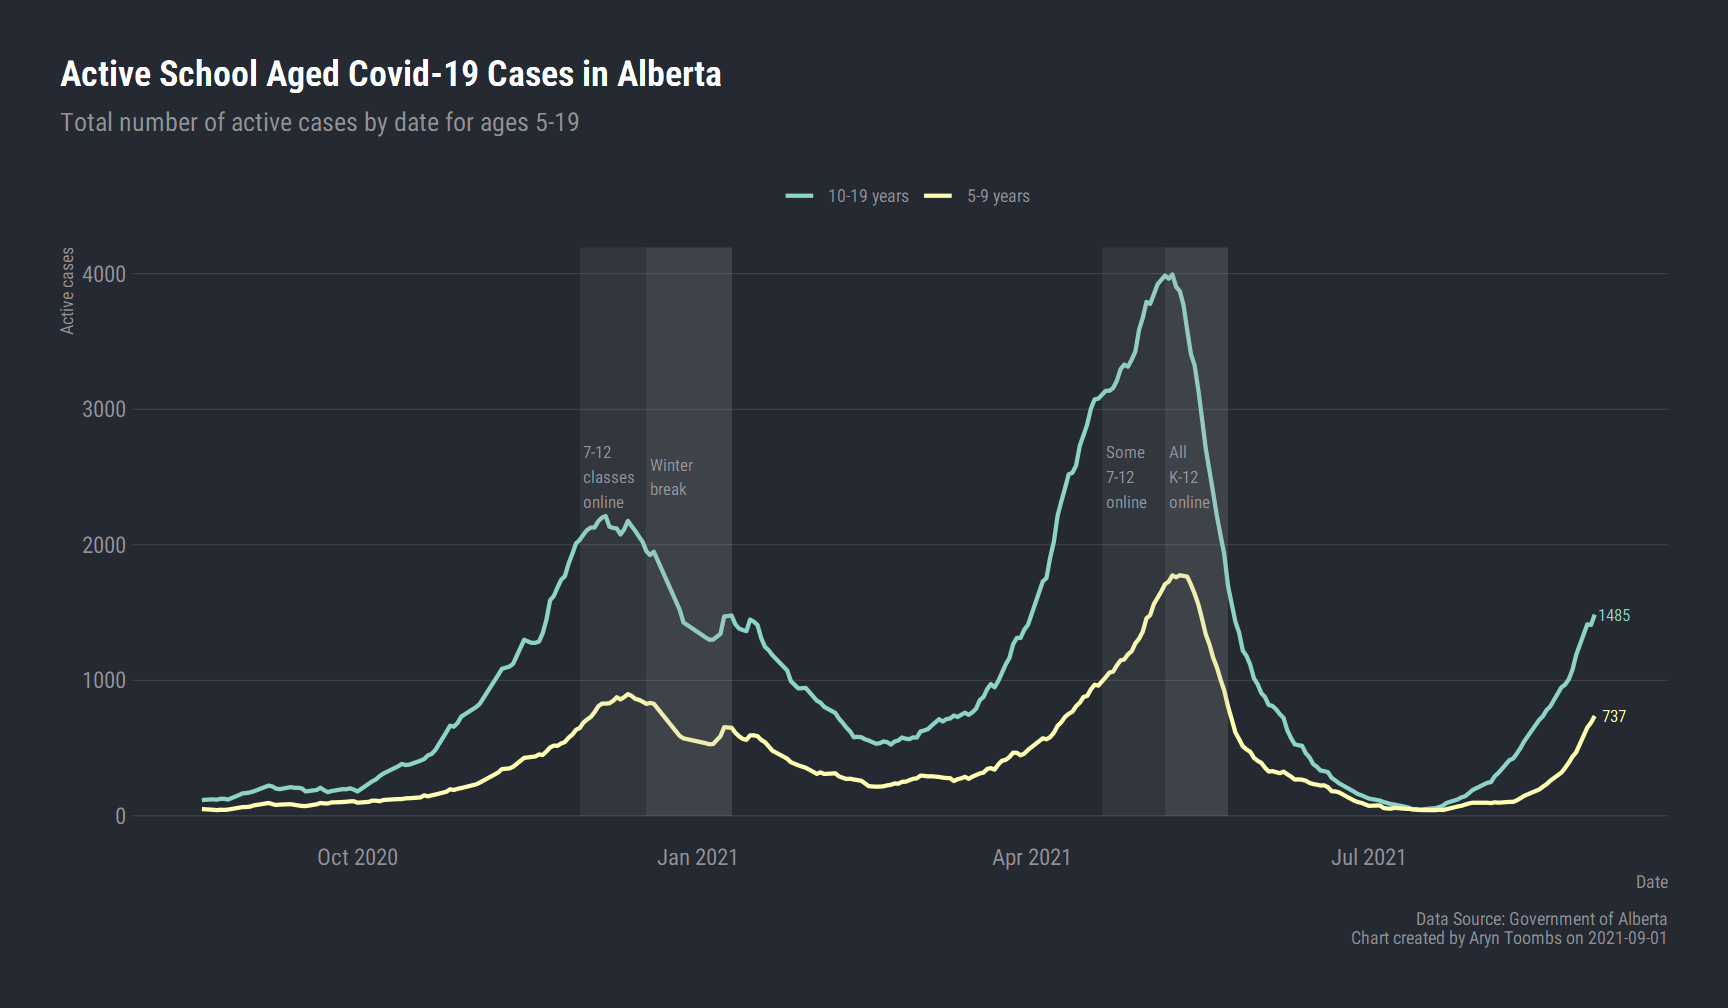 Active School Aged Covid-19 Cases in Alberta
Total number of active cases by date for ages 5-19
10-19 years
5-9 years
Active cases
4000
3000
2000
1000
0
7-12
classes
online
Winter
break
Some
7-12
online
All
K-12
online
1485
737
Oct 2020
Jan 2021
Apr 2021
Jul 2021
Date
Data Source: Government of Alberta
Chart created by Aryn Toombs on 2021-09-01